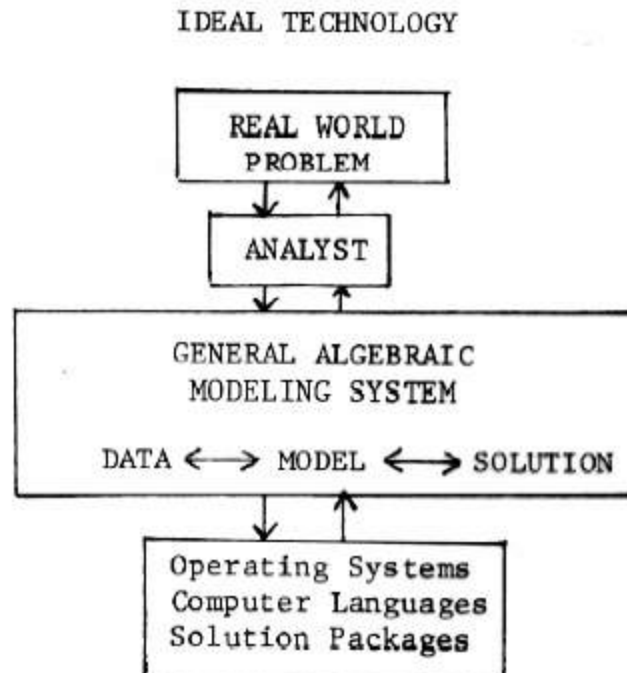 IDEAL TECHNOLOGY
REAL WORLD
PROBLEM
ANALYST
GENERAL ALGEBRAIC
MODELING SYSTEM
DATA MODEL SOLUTION
Operating Systems
Computer Languages
Solution Packages